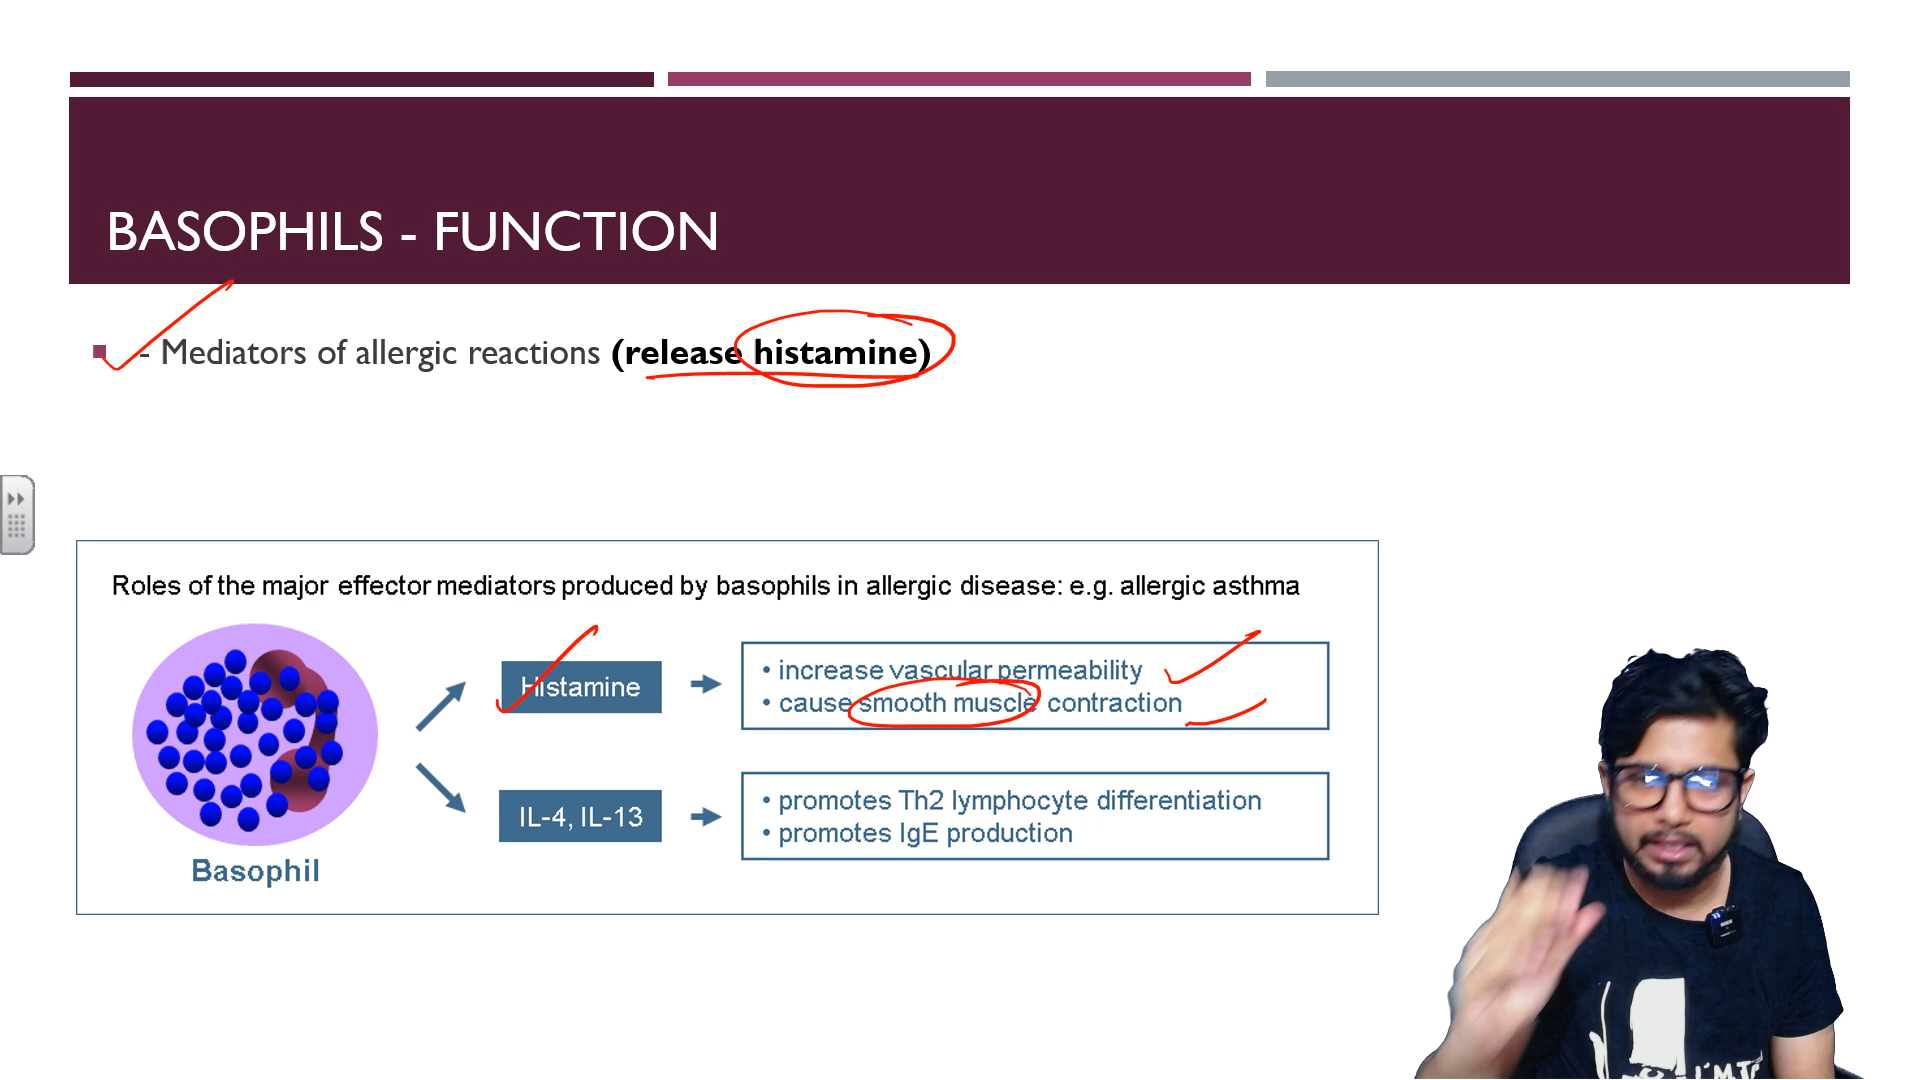 BASOPHILS - FUNCTION
- Mediators of allergic reactions (release histamine)
Roles of the major effector mediators produced by basophils in allergic disease: e.g. allergic asthma
Histamine
• increase vascular permeability
• cause smooth muscle contraction
IL-4, IL-13
• promotes Th2 lymphocyte differentiation
• promotes IgE production
Basophil
I'M